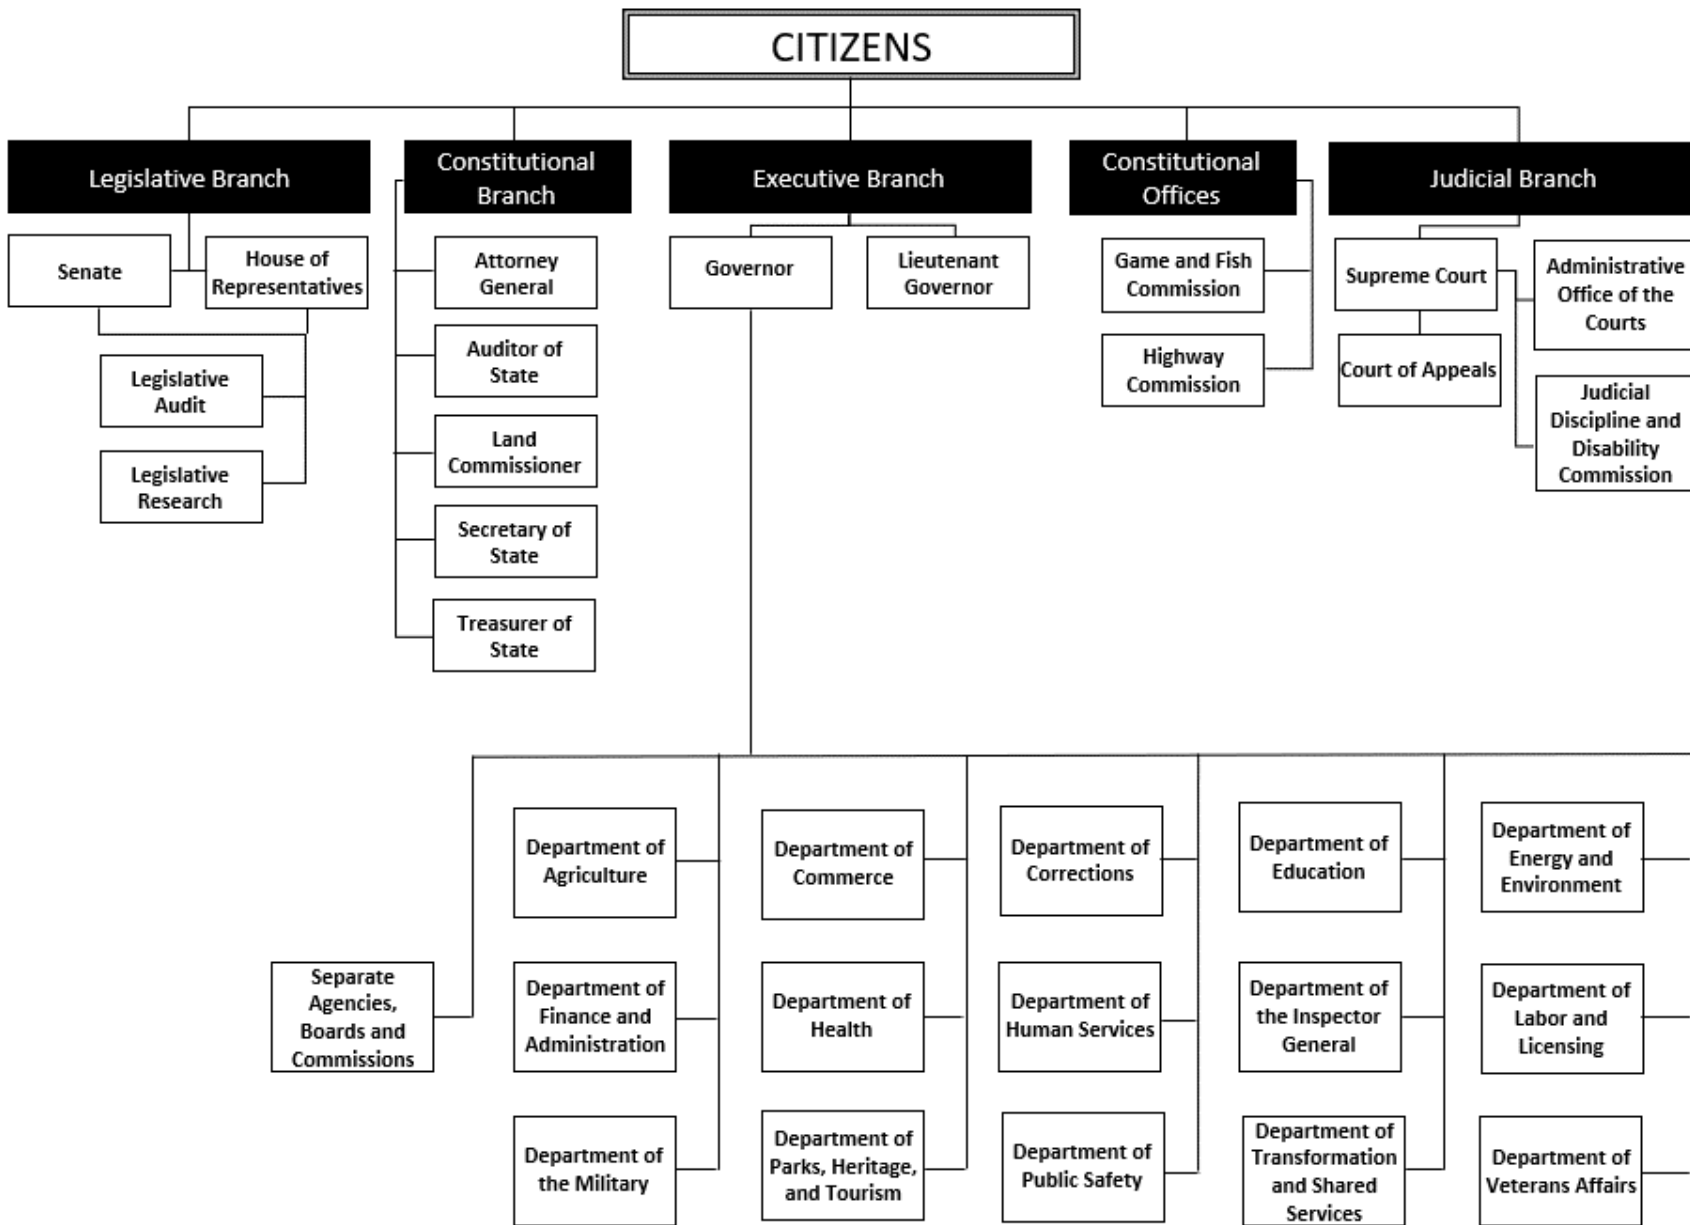 CITIZENS
Legislative Branch
Constitutional
Branch
Executive Branch
Constitutional
Offices
Judicial Branch
Senate
House of
Representatives
Legislative
Audit
Legislative
Research
Attorney
General
Auditor of
State
Land
Commissioner
Secretary of
State
Treasurer of
State
Governor
Lieutenant
Governor
Game and Fish
Commission
Highway
Commission
Supreme Court
Court of Appeals
Administrative
Office of the
Courts
Judicial
Discipline and
Disability
Commission
Separate
Agencies,
Boards and
Commissions
Department of
Agriculture
Department of
Commerce
Department of
Corrections
Department of
Education
Department of
Energy and
Environment
Department of
Finance and
Administration
Department of
Health
Department of
Human Services
Department of
the Inspector
General
Department of
Labor and
Licensing
Department of
the Military
Department of
Parks, Heritage,
and Tourism
Department of
Public Safety
Department of
Transformation
and Shared
Services
Department of
Veterans Affairs